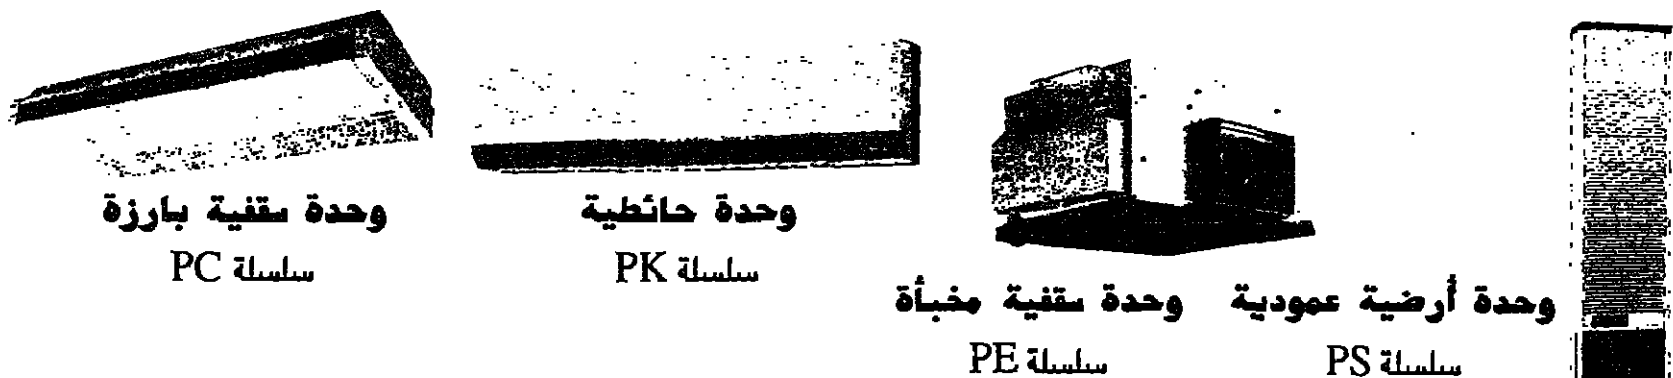 وحدة سقفية بارزة
سلسلة PC
وحدة حائطية
سلسلة PK
وحدة سقفية مخبأة
سلسلة PE
وحدة أرضية عمودية
سلسلة PS